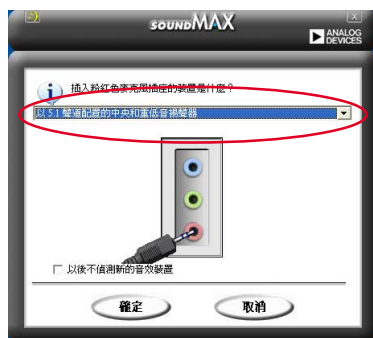 soundMAX
ANALOG
DEVICES
插入粉紅色麥克風插座的裝置是什麼？
以 5.1 聲道配置的中央和重低音揚聲器
以後不偵測新的音效裝置
確定
取消